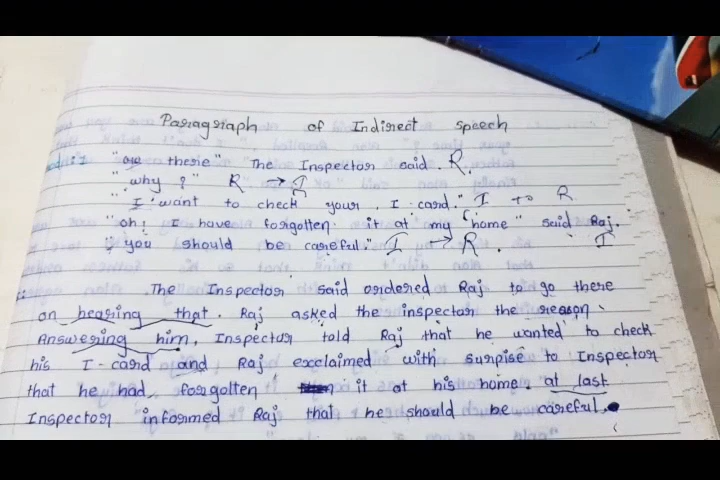 Paragraph of Indirect speech
"are there" The Inspector said. R.
"why ?" R → I
R
"I want to check your I-card." I to R
"oh! I have forgotten it at my home" said Raj.
"you should be careful." I → R. I
The Inspector said ordered Raj to go there
on hearing that. Raj asked the inspector the reason.
Answering him, Inspector told Raj that he wanted to check
his I-card and Raj exclaimed with surpise to Inspector
that he had forgotten it at his home. at last
Inspector informed Raj that he should be careful.